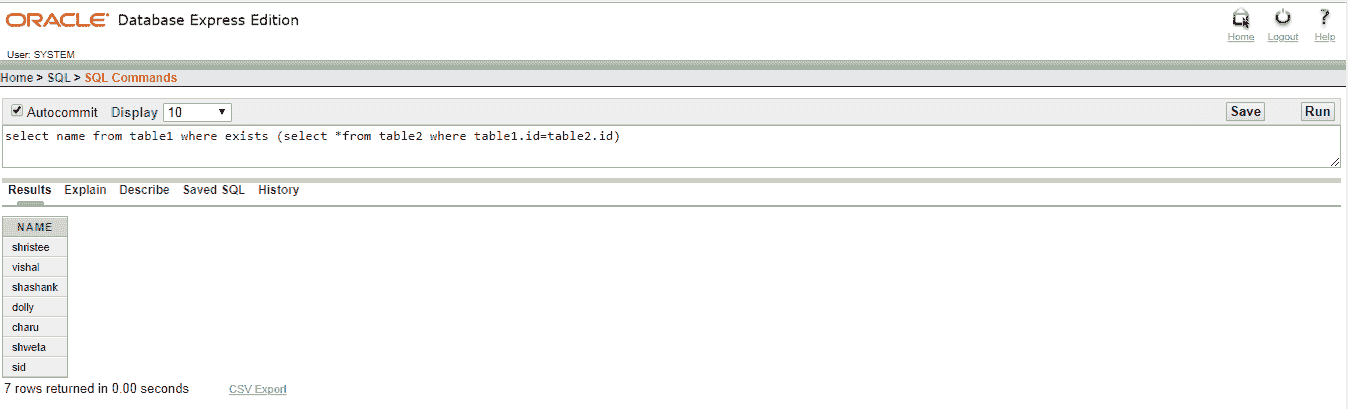 ORACLE® Database Express Edition
Home Logout Help
User: SYSTEM
Home > SQL > SQL Commands
Autocommit Display 10 Save Run
select name from table1 where exists (select *from table2 where table1.id=table2.id)
Results Explain Describe Saved SQL History
NAME
shristee
vishal
shashank
dolly
charu
shweta
sid
7 rows returned in 0.00 seconds CSV Export